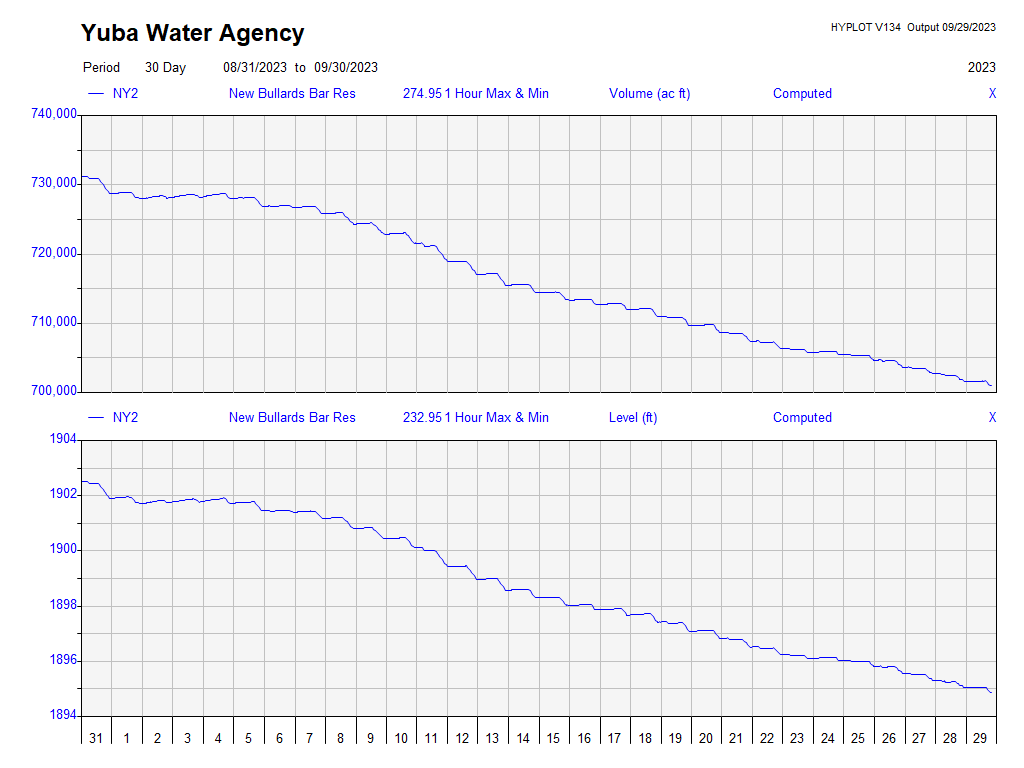 Yuba Water Agency
HYPLOT V134 Output 09/29/2023
Period 30 Day 08/31/2023 to 09/30/2023 2023
NY2 New Bullards Bar Res 274.95 1 Hour Max & Min Volume (ac ft) Computed X
740,000
730,000
720,000
710,000
700,000
NY2 New Bullards Bar Res 232.95 1 Hour Max & Min Level (ft) Computed X
1904
1902
1900
1898
1896
1894
31 1 2 3 4 5 6 7 8 9 10 11 12 13 14 15 16 17 18 19 20 21 22 23 24 25 26 27 28 29